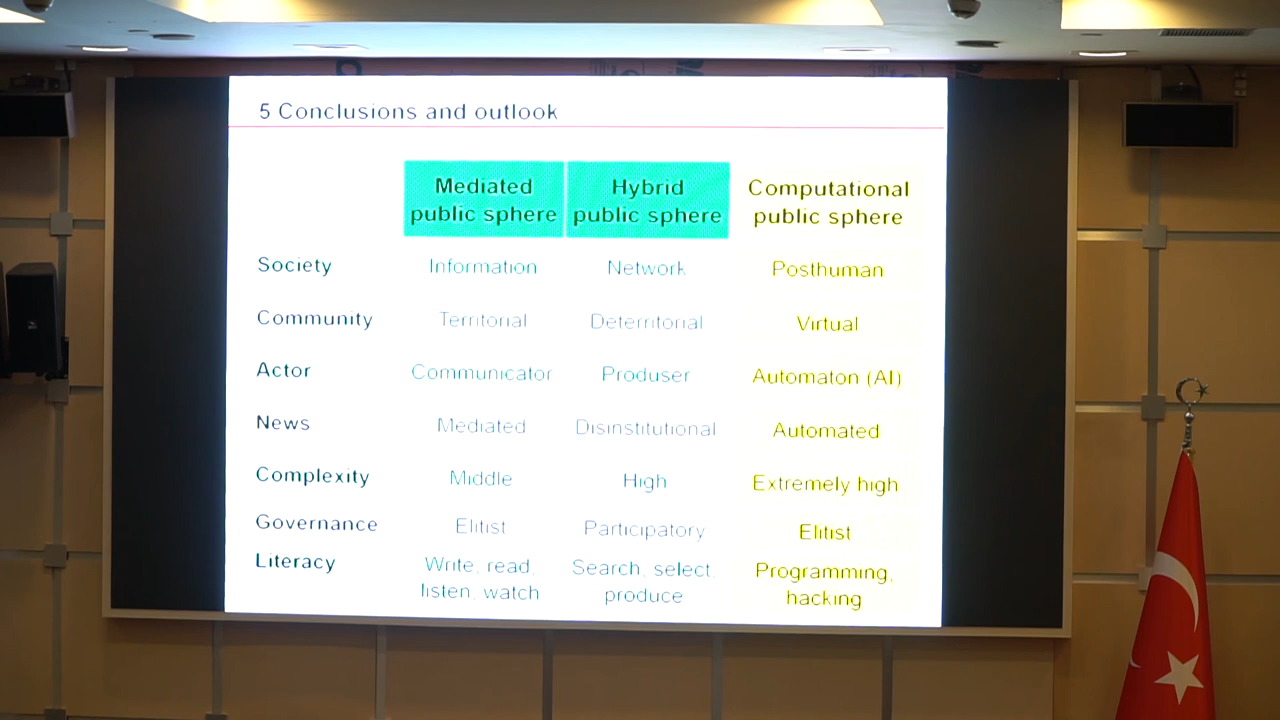 5 Conclusions and outlook
Mediated public sphere Hybrid public sphere Computational public sphere
Society Information Network Posthuman
Community Territorial Deterritorial Virtual
Actor Communicator Produser Automaton (AI)
News Mediated Disinstitutional Automated
Complexity Middle High Extremely high
Governance Elitist Participatory Elitist
Literacy Write, read, listen, watch Search, select, produce Programming, hacking